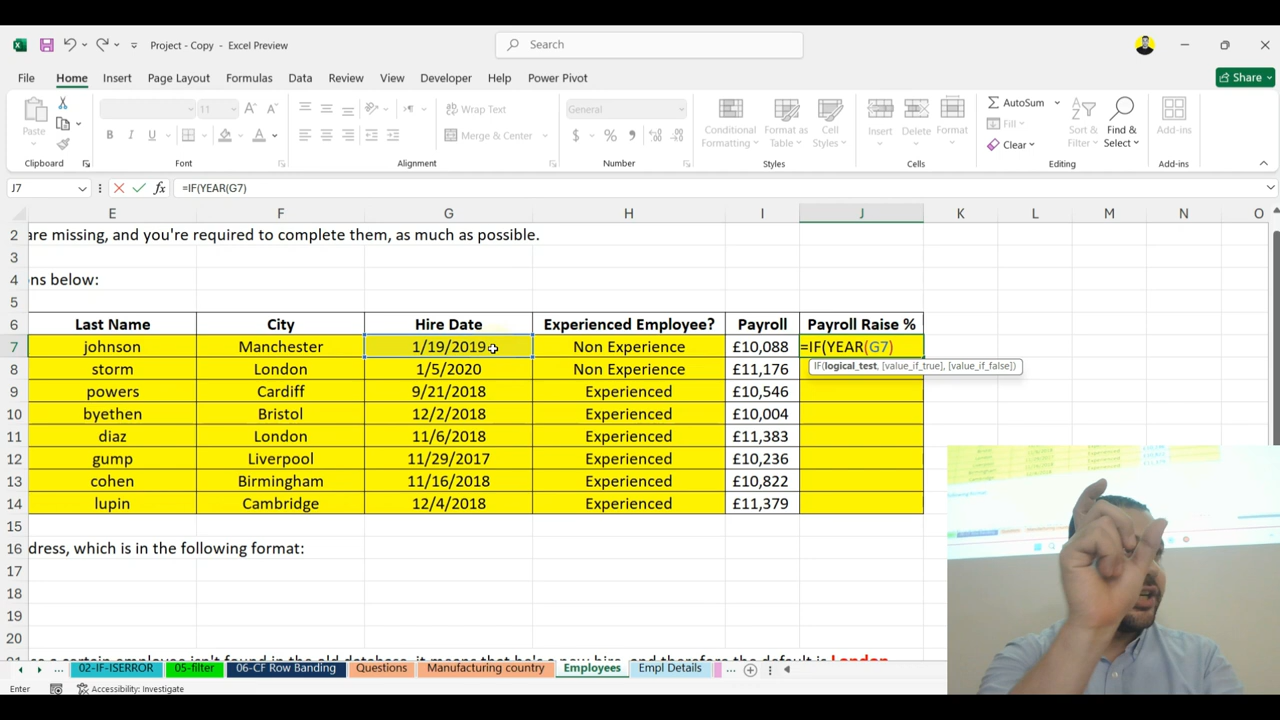 Project - Copy - Excel Preview
Search
File Home Insert Page Layout Formulas Data Review View Developer Help Power Pivot
Share
Paste
Clipboard
11
B I U
Font
Wrap Text
Merge & Center
Alignment
General
$ % 9
Number
Conditional Formatting
Format as Table
Cell Styles
Styles
Insert Delete Format
Cells
AutoSum
Fill
Clear
Sort & Filter
Find & Select
Editing
Add-ins
Add-ins
J7 fx =IF(YEAR(G7)
E F G H I J K L M N O
2 are missing, and you're required to complete them, as much as possible.
3
4 ns below:
5
6 Last Name City Hire Date Experienced Employee? Payroll Payroll Raise %
7 johnson Manchester 1/19/2019 Non Experience £10,088 =IF(YEAR(G7)
IF(logical_test, [value_if_true], [value_if_false])
8 storm London 1/5/2020 Non Experience £11,176
9 powers Cardiff 9/21/2018 Experienced £10,546
10 byethen Bristol 12/2/2018 Experienced £10,004
11 diaz London 11/6/2018 Experienced £11,383
12 gump Liverpool 11/29/2017 Experienced £10,236
13 cohen Birmingham 11/16/2018 Experienced £10,822
14 lupin Cambridge 12/4/2018 Experienced £11,379
15
16 dress, which is in the following format:
17
18
19
20
London
... 02-IF-ISERROR 05-filter 06-CF Row Banding Questions Manufacturing country Employees Empl Details ...
Enter Accessibility: Investigate